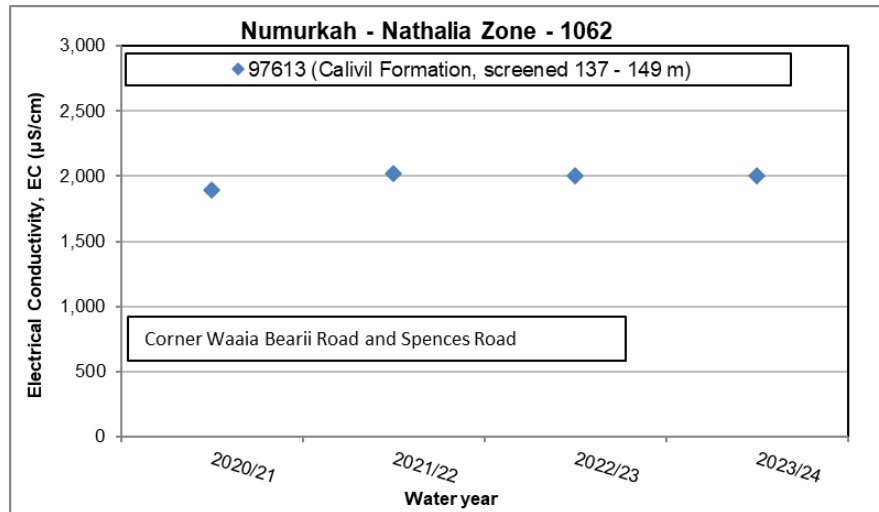 Numurkah - Nathalia Zone - 1062
3,000
97613 (Calivil Formation, screened 137 - 149 m)
2,500
2,000
1,500
1,000
Corner Waaia Bearii Road and Spences Road
500
0
Electrical Conductivity, EC (µS/cm)
2020/21
2021/22
2022/23
2023/24
Water year